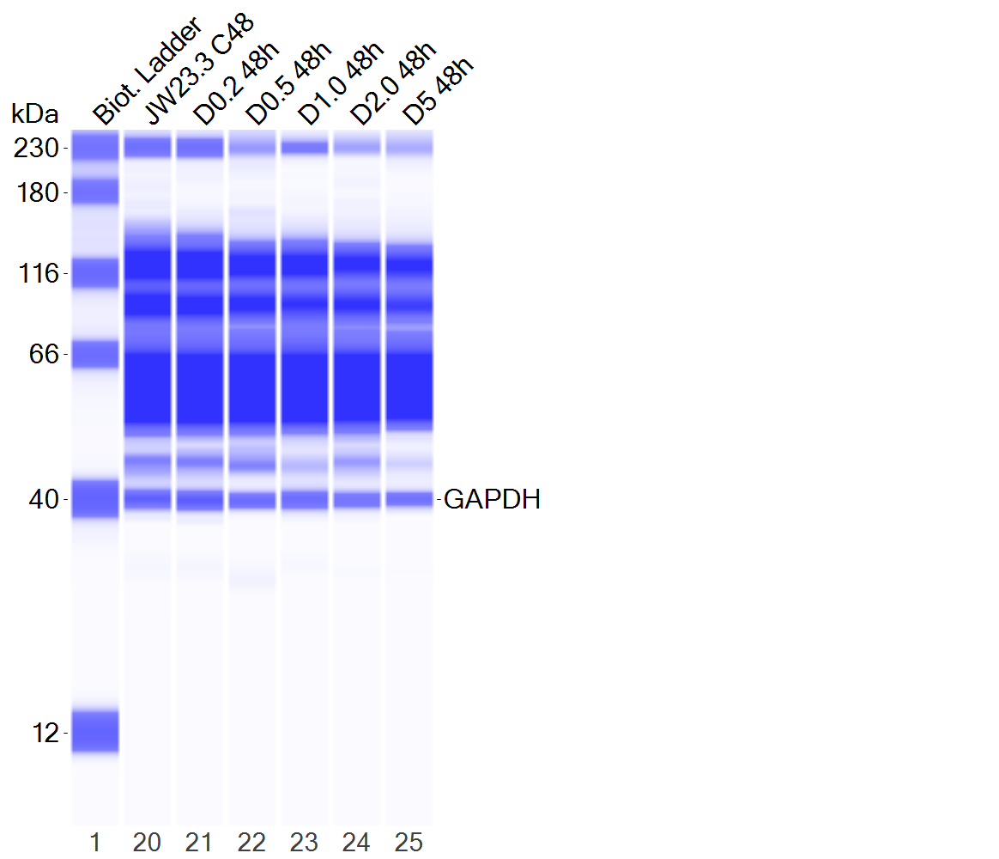 Biot. Ladder
JW23.3 C48
D0.2 48h
D0.5 48h
D1.0 48h
D2.0 48h
D5 48h
kDa
230
180
116
66
40
GAPDH
12
1 20 21 22 23 24 25